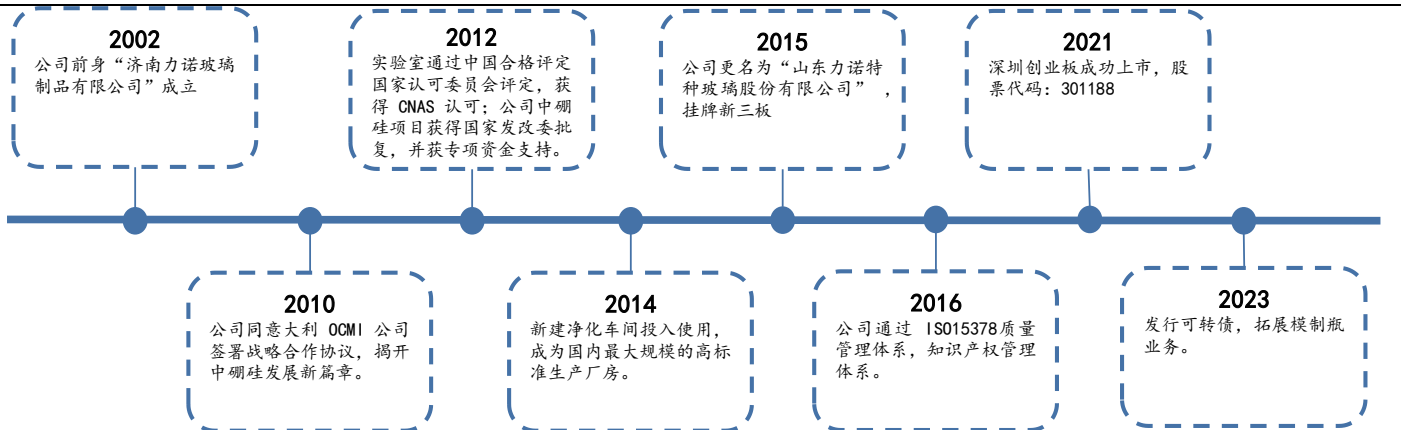 2002
公司前身“济南力诺玻璃
制品有限公司”成立
2012
实验室通过中国合格评定
国家认可委员会评定，获
得 CNAS 认可；公司中硼
硅项目获得国家发改委批
复，并获专项资金支持。
2015
公司更名为“山东力诺特
种玻璃股份有限公司”，
挂牌新三板
2021
深圳创业板成功上市，股
票代码：301188
2010
公司同意大利 OCMI 公司
签署战略合作协议，揭开
中硼硅发展新篇章。
2014
新建净化车间投入使用，
成为国内最大规模的高标
准生产厂房。
2016
公司通过 ISO15378质量
管理体系，知识产权管理
体系。
2023
发行可转债，拓展模制瓶
业务。